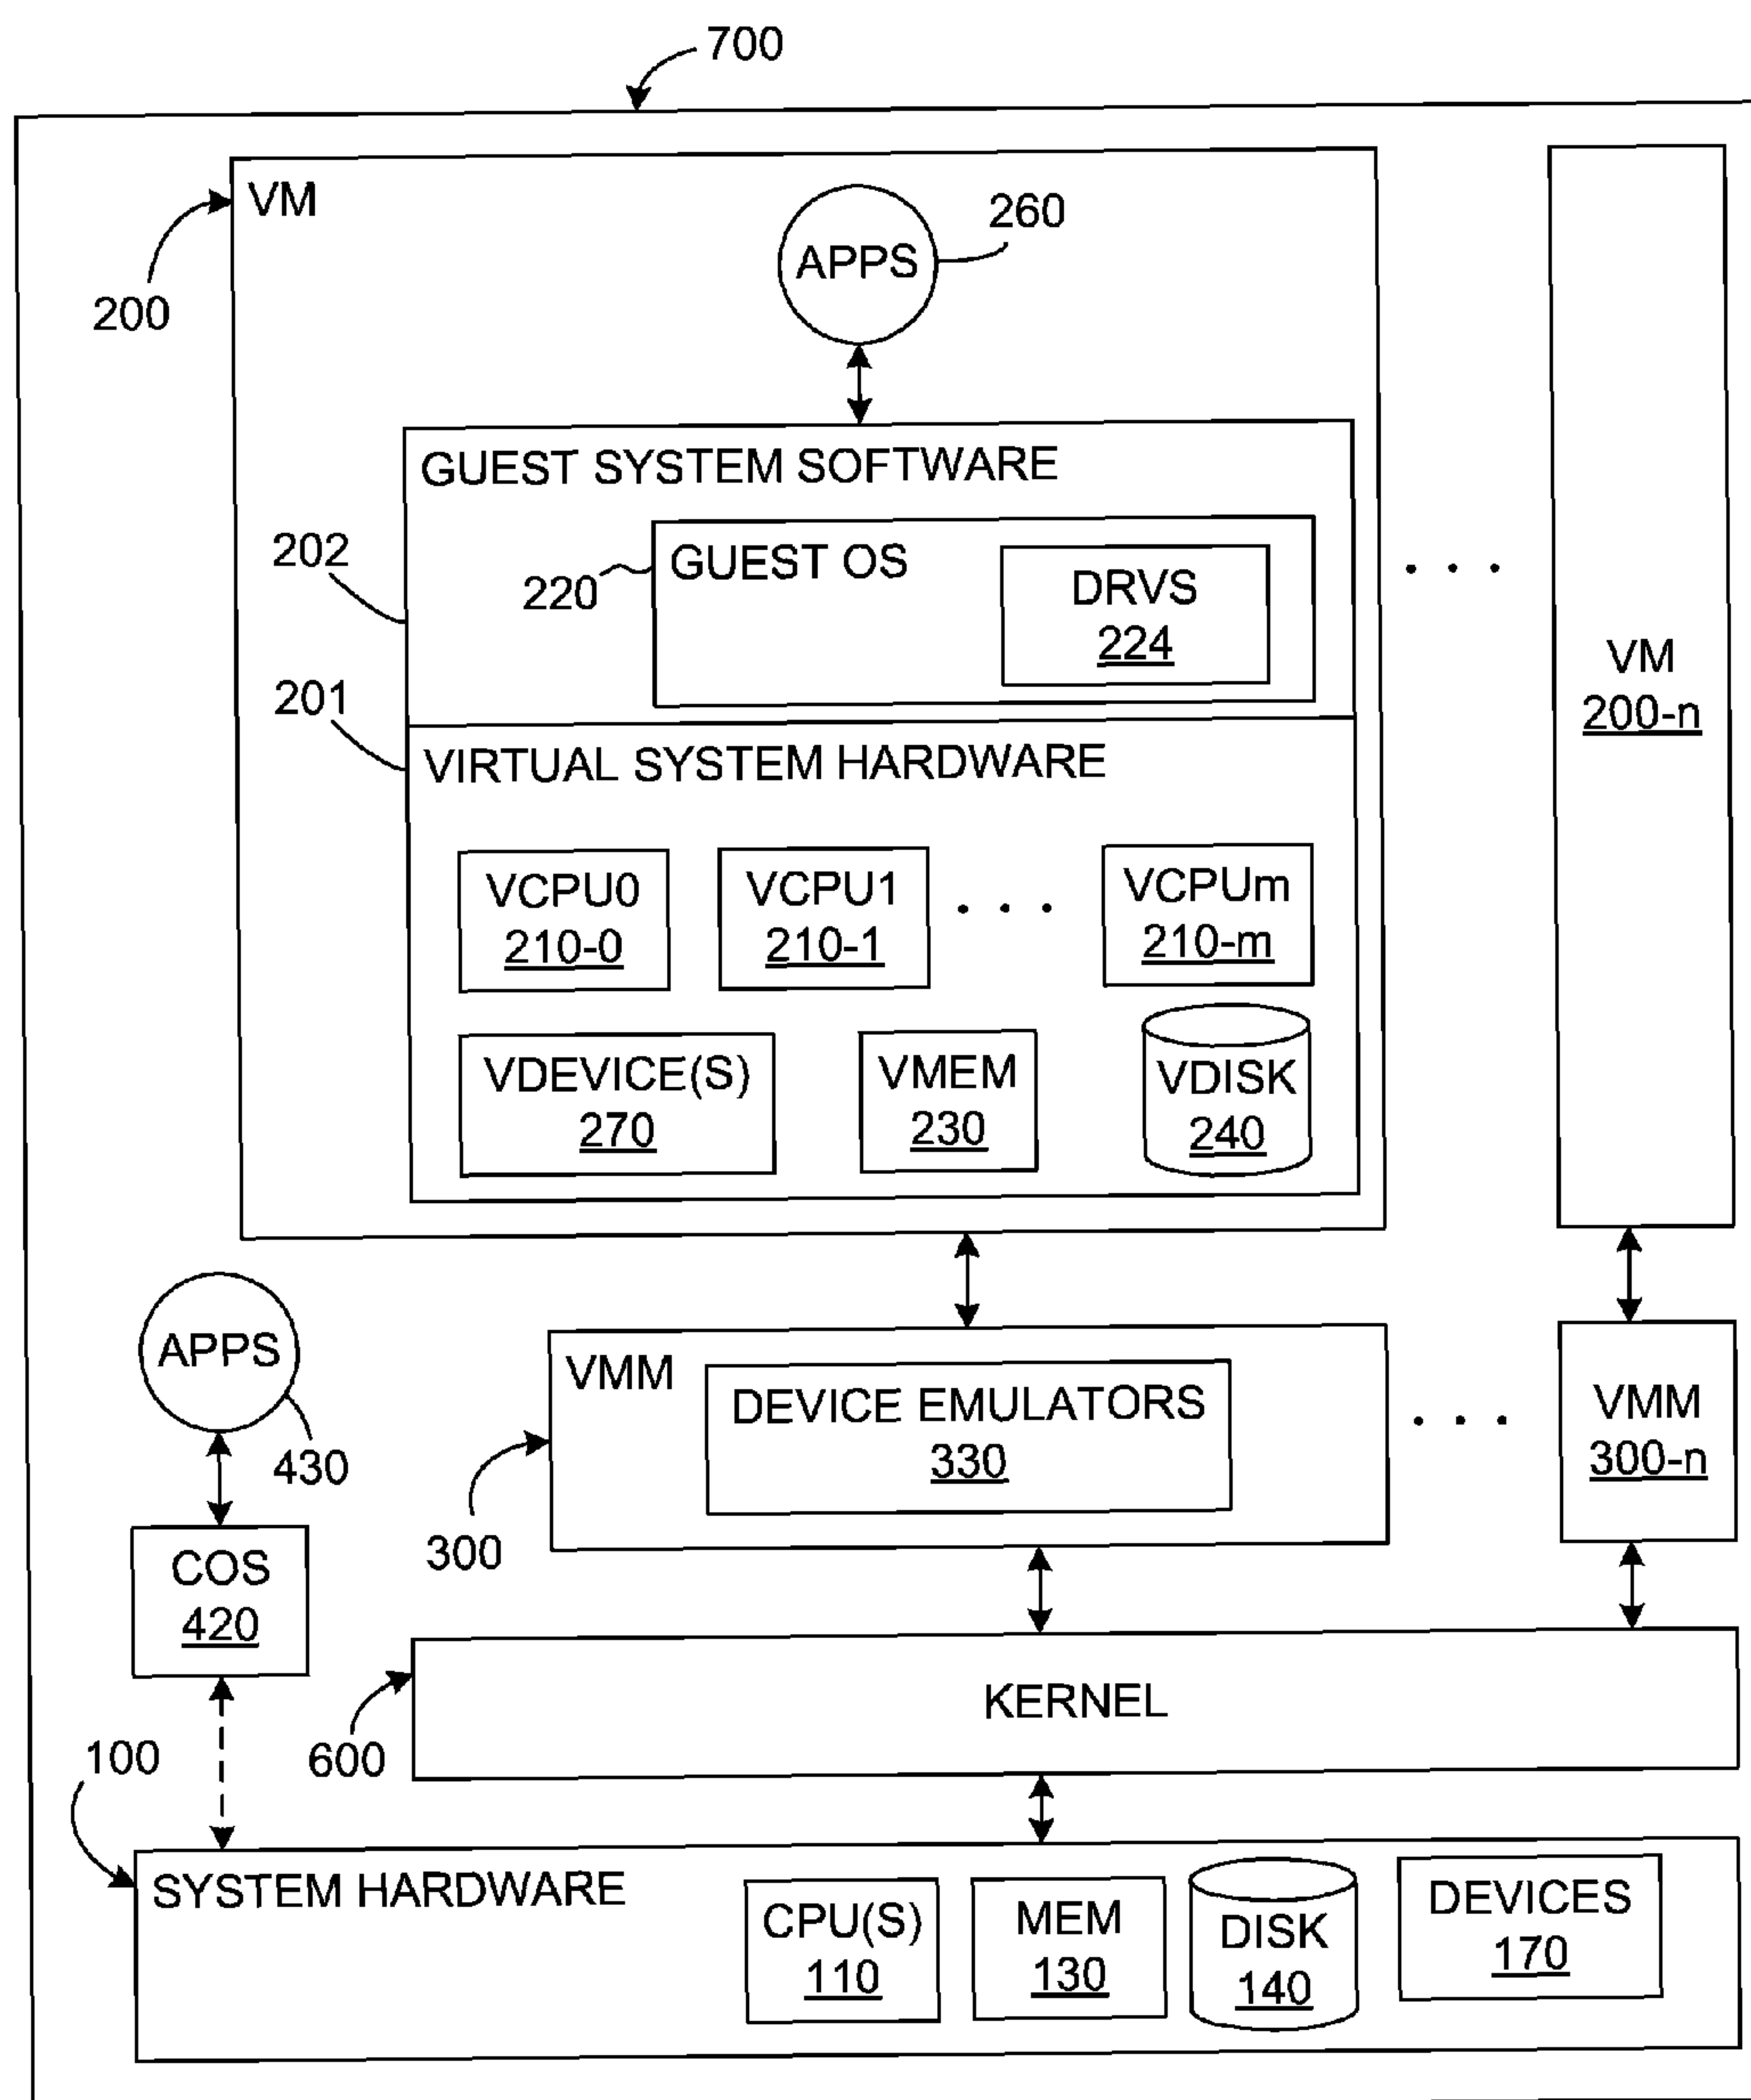 700
VM
200
APPS
260
GUEST SYSTEM SOFTWARE
202
GUEST OS
220
DRVS
224
VM
200-n
201
VIRTUAL SYSTEM HARDWARE
VCPU0
210-0
VCPU1
210-1
. . .
VCPUm
210-m
. . .
VDEVICE(S)
270
VMEM
230
VDISK
240
APPS
430
VMM
DEVICE EMULATORS
330
300
. . .
VMM
300-n
COS
420
KERNEL
600
100
SYSTEM HARDWARE
CPU(S)
110
MEM
130
DISK
140
DEVICES
170